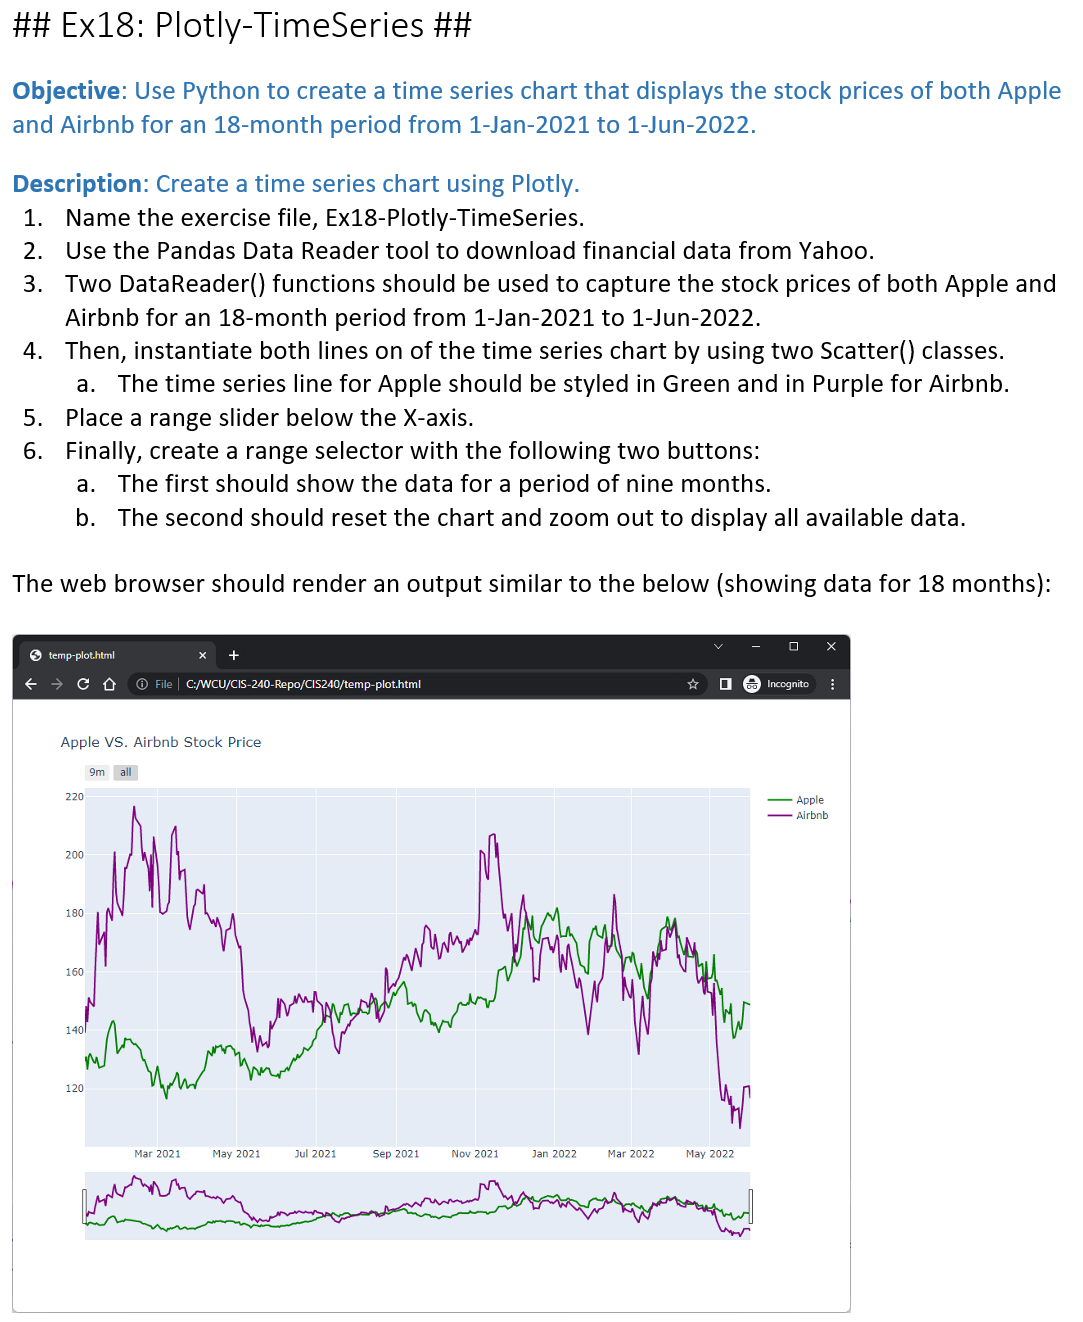 ## Ex18: Plotly-TimeSeries ##
Objective: Use Python to create a time series chart that displays the stock prices of both Apple
and Airbnb for an 18-month period from 1-Jan-2021 to 1-Jun-2022.
Description: Create a time series chart using Plotly.
1. Name the exercise file, Ex18-Plotly-TimeSeries.
2. Use the Pandas Data Reader tool to download financial data from Yahoo.
3. Two DataReader() functions should be used to capture the stock prices of both Apple and
Airbnb for an 18-month period from 1-Jan-2021 to 1-Jun-2022.
4. Then, instantiate both lines on of the time series chart by using two Scatter() classes.
a. The time series line for Apple should be styled in Green and in Purple for Airbnb.
5. Place a range slider below the X-axis.
6. Finally, create a range selector with the following two buttons:
a. The first should show the data for a period of nine months.
b. The second should reset the chart and zoom out to display all available data.
The web browser should render an output similar to the below (showing data for 18 months):
temp-plot.html
File C:/WCU/CIS-240-Repo/CIS240/temp-plot.html Incognito
Apple VS. Airbnb Stock Price
9m all
220
200
180
160
140
120
Apple
Airbnb
Mar 2021 May 2021 Jul 2021 Sep 2021 Nov 2021 Jan 2022 Mar 2022 May 2022